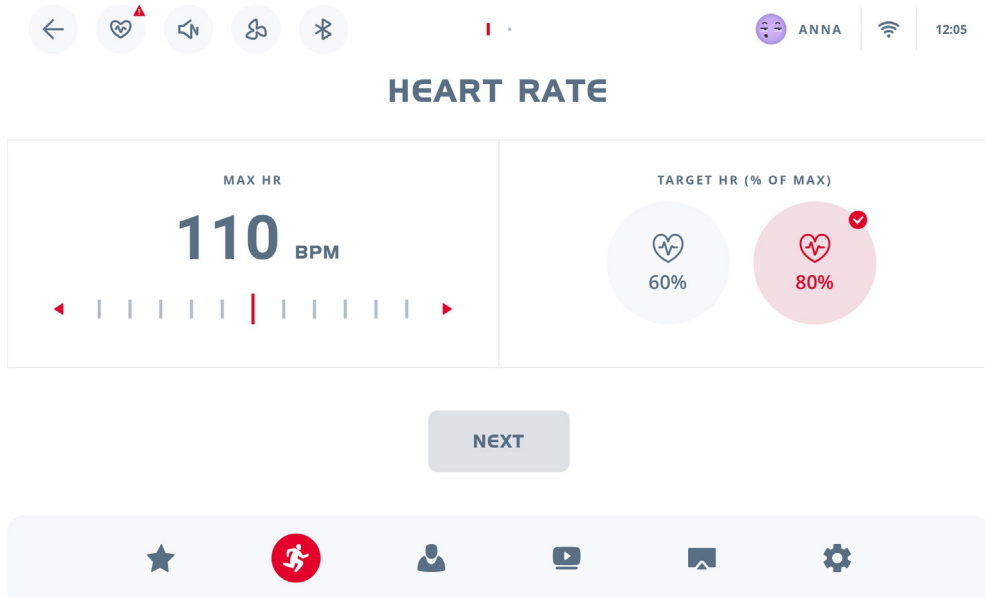 ANNA
12:05
HEART RATE
MAX HR
110 BPM
TARGET HR (% OF MAX)
60%
80%
NEXT